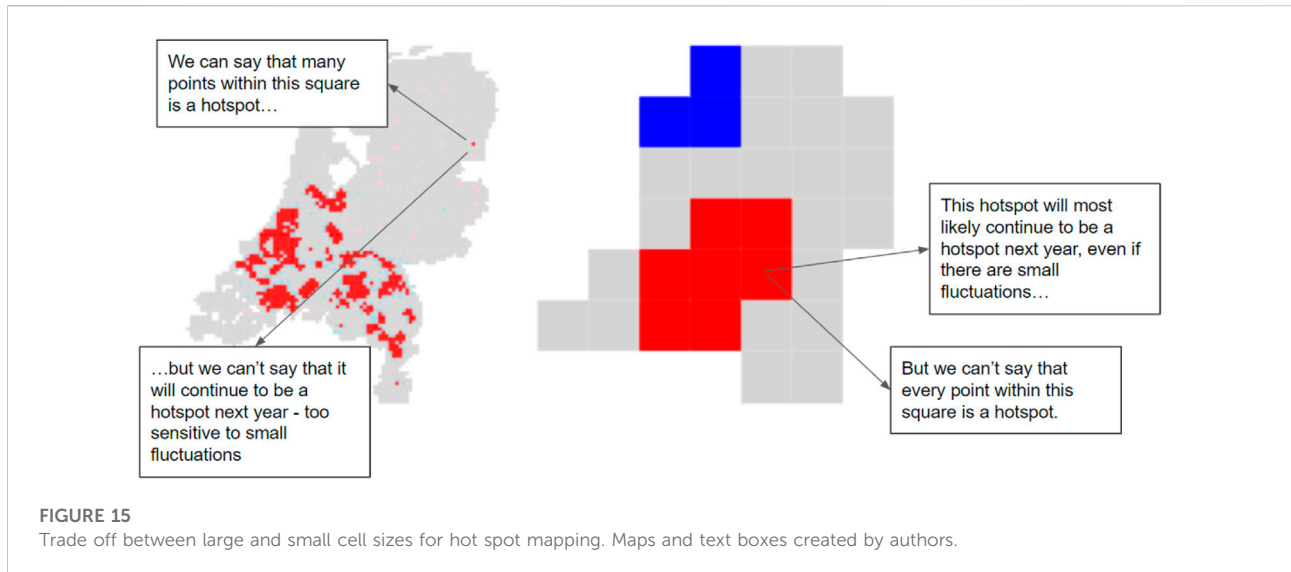 We can say that many
points within this square
is a hotspot…
…but we can’t say that it
will continue to be a
hotspot next year - too
sensitive to small
fluctuations
This hotspot will most
likely continue to be a
hotspot next year, even if
there are small
fluctuations…
But we can’t say that
every point within this
square is a hotspot.
FIGURE 15
Trade off between large and small cell sizes for hot spot mapping. Maps and text boxes created by authors.